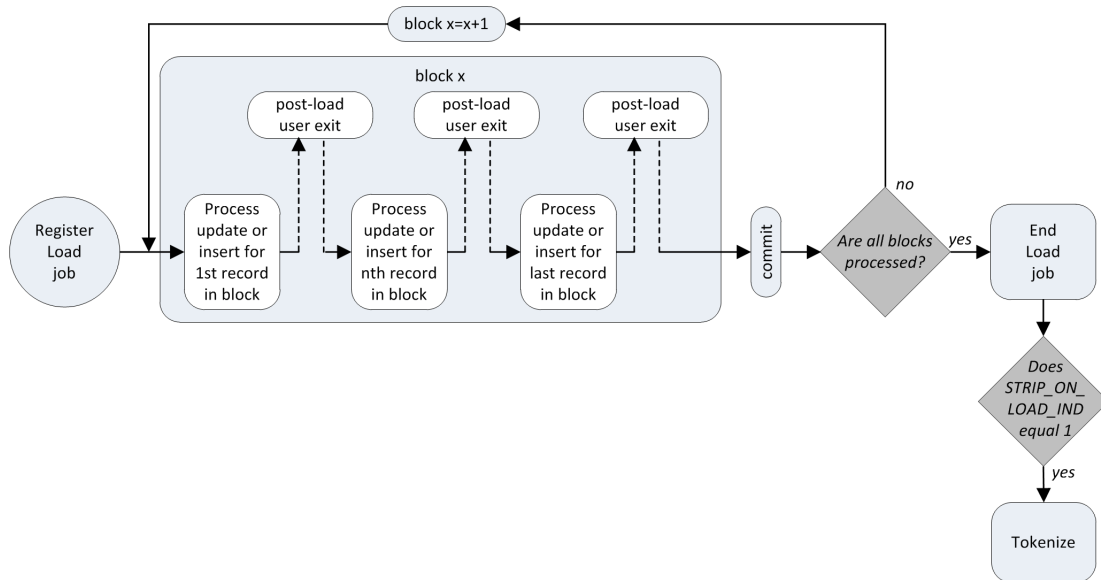 block x=x+1
block x
post-load
user exit
post-load
user exit
post-load
user exit
Register
Load
job
Process
update or
insert for
1st record
in block
Process
update or
insert for
nth record
in block
Process
update or
insert for
last record
in block
commit
Are all blocks
processed?
no
yes
End
Load
job
Does
STRIP_ON_
LOAD_IND
equal 1
yes
Tokenize